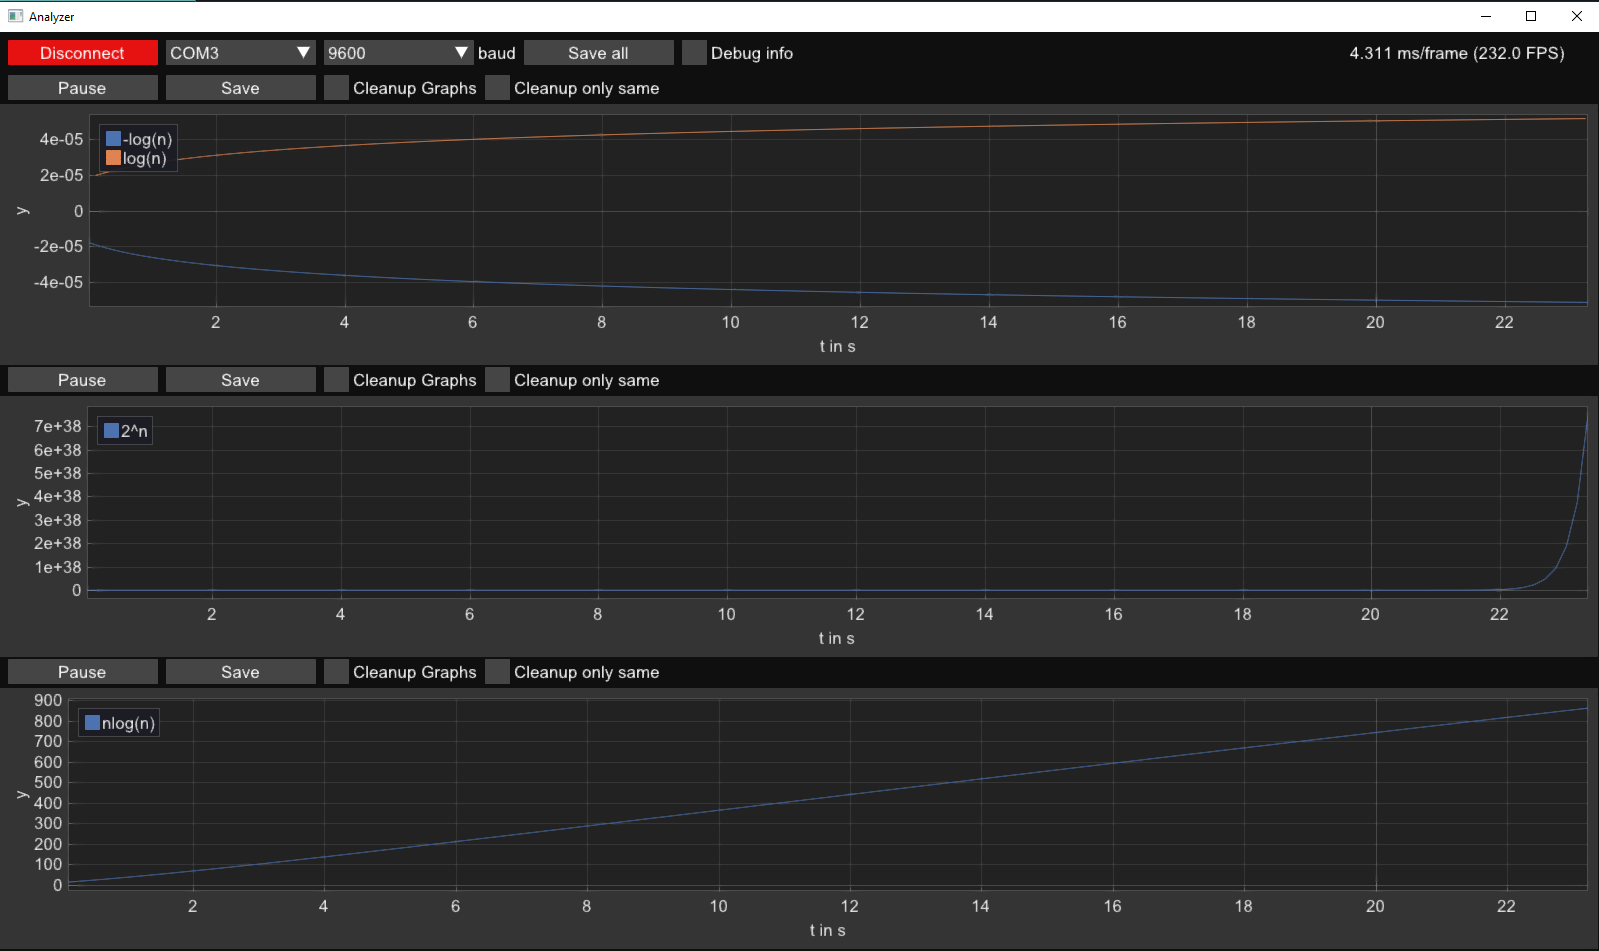 Analyzer
Disconnect COM3 9600 baud Save all Debug info 4.311 ms/frame (232.0 FPS)
Pause Save Cleanup Graphs Cleanup only same
-log(n)
log(n)
4e-05
2e-05
0
-2e-05
-4e-05
y
2 4 6 8 10 12 14 16 18 20 22
t in s
Pause Save Cleanup Graphs Cleanup only same
2^n
7e+38
6e+38
5e+38
4e+38
3e+38
2e+38
1e+38
0
y
2 4 6 8 10 12 14 16 18 20 22
t in s
Pause Save Cleanup Graphs Cleanup only same
nlog(n)
900
800
700
600
500
400
300
200
100
0
y
2 4 6 8 10 12 14 16 18 20 22
t in s